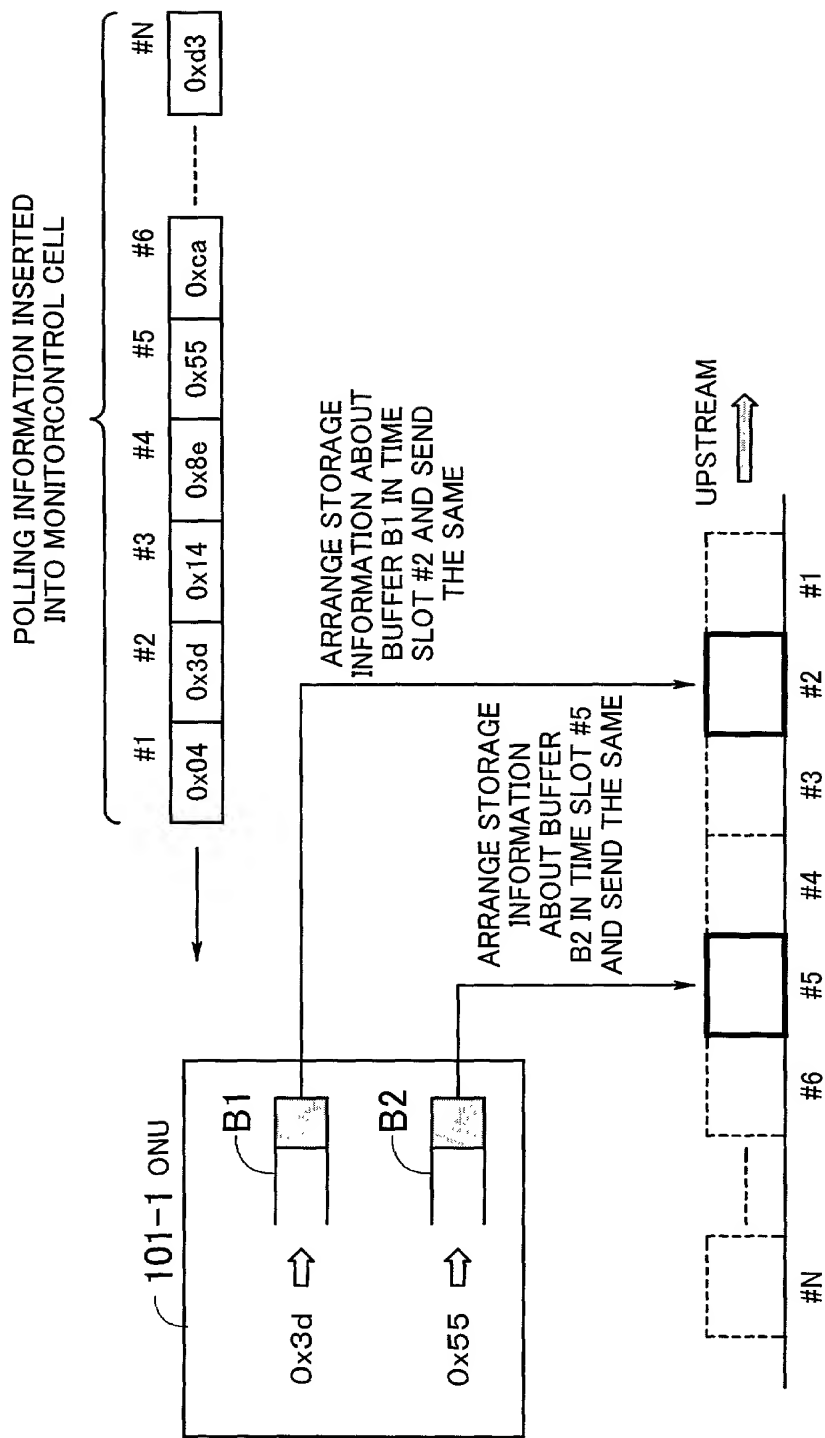 POLLING INFORMATION INSERTED
INTO MONITORCONTROL CELL
#1 #2 #3 #4 #5 #6 #N
0x04 0x3d 0x14 0x8e 0x55 0xca 0xd3
101-1 ONU
B1
0x3d
B2
0x55
ARRANGE STORAGE
INFORMATION ABOUT
BUFFER B1 IN TIME
SLOT #2 AND SEND
THE SAME
ARRANGE STORAGE
INFORMATION
ABOUT BUFFER
B2 IN TIME SLOT #5
AND SEND THE SAME
UPSTREAM
#N #6 #5 #4 #3 #2 #1